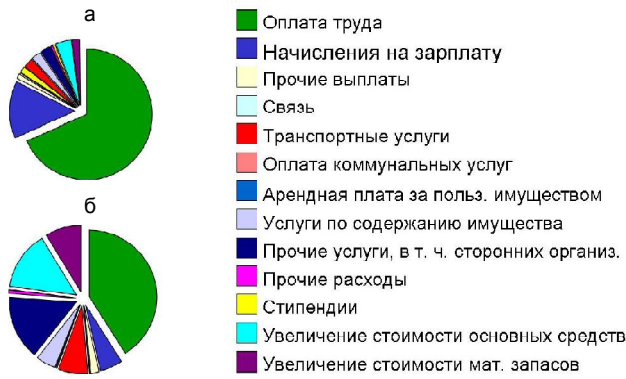 а
б
Оплата труда
Начисления на зарплату
Прочие выплаты
Связь
Транспортные услуги
Оплата коммунальных услуг
Арендная плата за польз. имуществом
Услуги по содержанию имущества
Прочие услуги, в т. ч. сторонних организ.
Прочие расходы
Стипендии
Увеличение стоимости основных средств
Увеличение стоимости мат. запасов